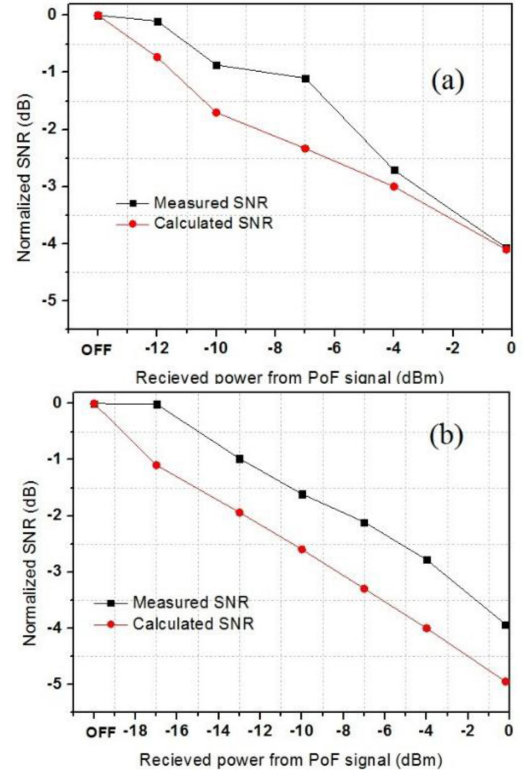 0
-1
-2
-3
-4
-5
Normalized SNR (dB)
(a)
Measured SNR
Calculated SNR
OFF -12 -10 -8 -6 -4 -2 0
Recieved power from PoF signal (dBm)
0
-1
-2
-3
-4
-5
Normalized SNR (dB)
(b)
Measured SNR
Calculated SNR
OFF -18 -16 -14 -12 -10 -8 -6 -4 -2 0
Recieved power from PoF signal (dBm)